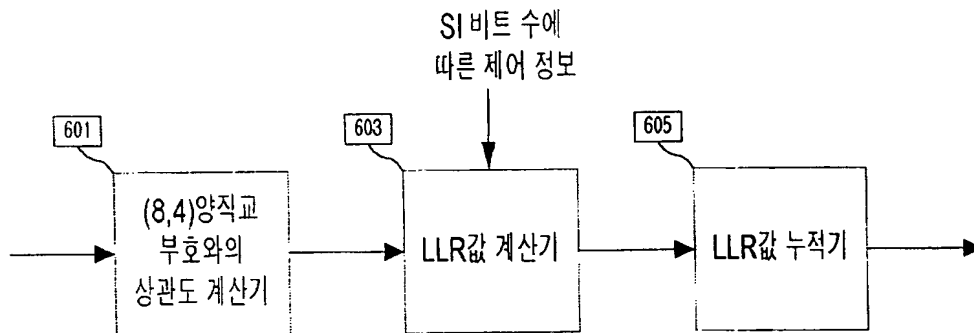 SI 비트 수에
따른 제어 정보
601
603
605
(8,4)양직교
부호와의
상관도 계산기
LLR값 계산기
LLR값 누적기